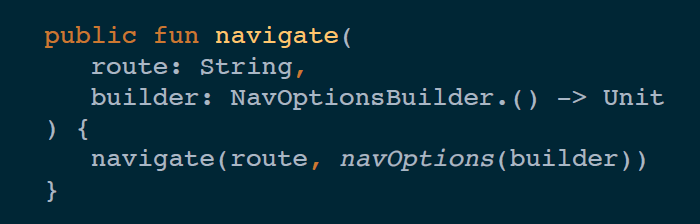 public fun navigate(
route: String,
builder: NavOptionsBuilder.() -> Unit
) {
navigate(route, navOptions(builder))
}